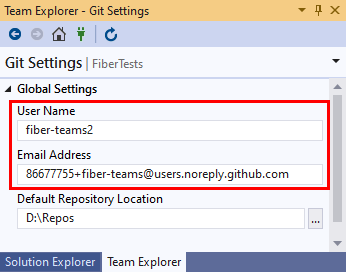 Team Explorer - Git Settings
Git Settings | FiberTests
Global Settings
User Name
fiber-teams2
Email Address
86677755+fiber-teams@users.noreply.github.com
Default Repository Location
D:\Repos
...
Solution Explorer Team Explorer